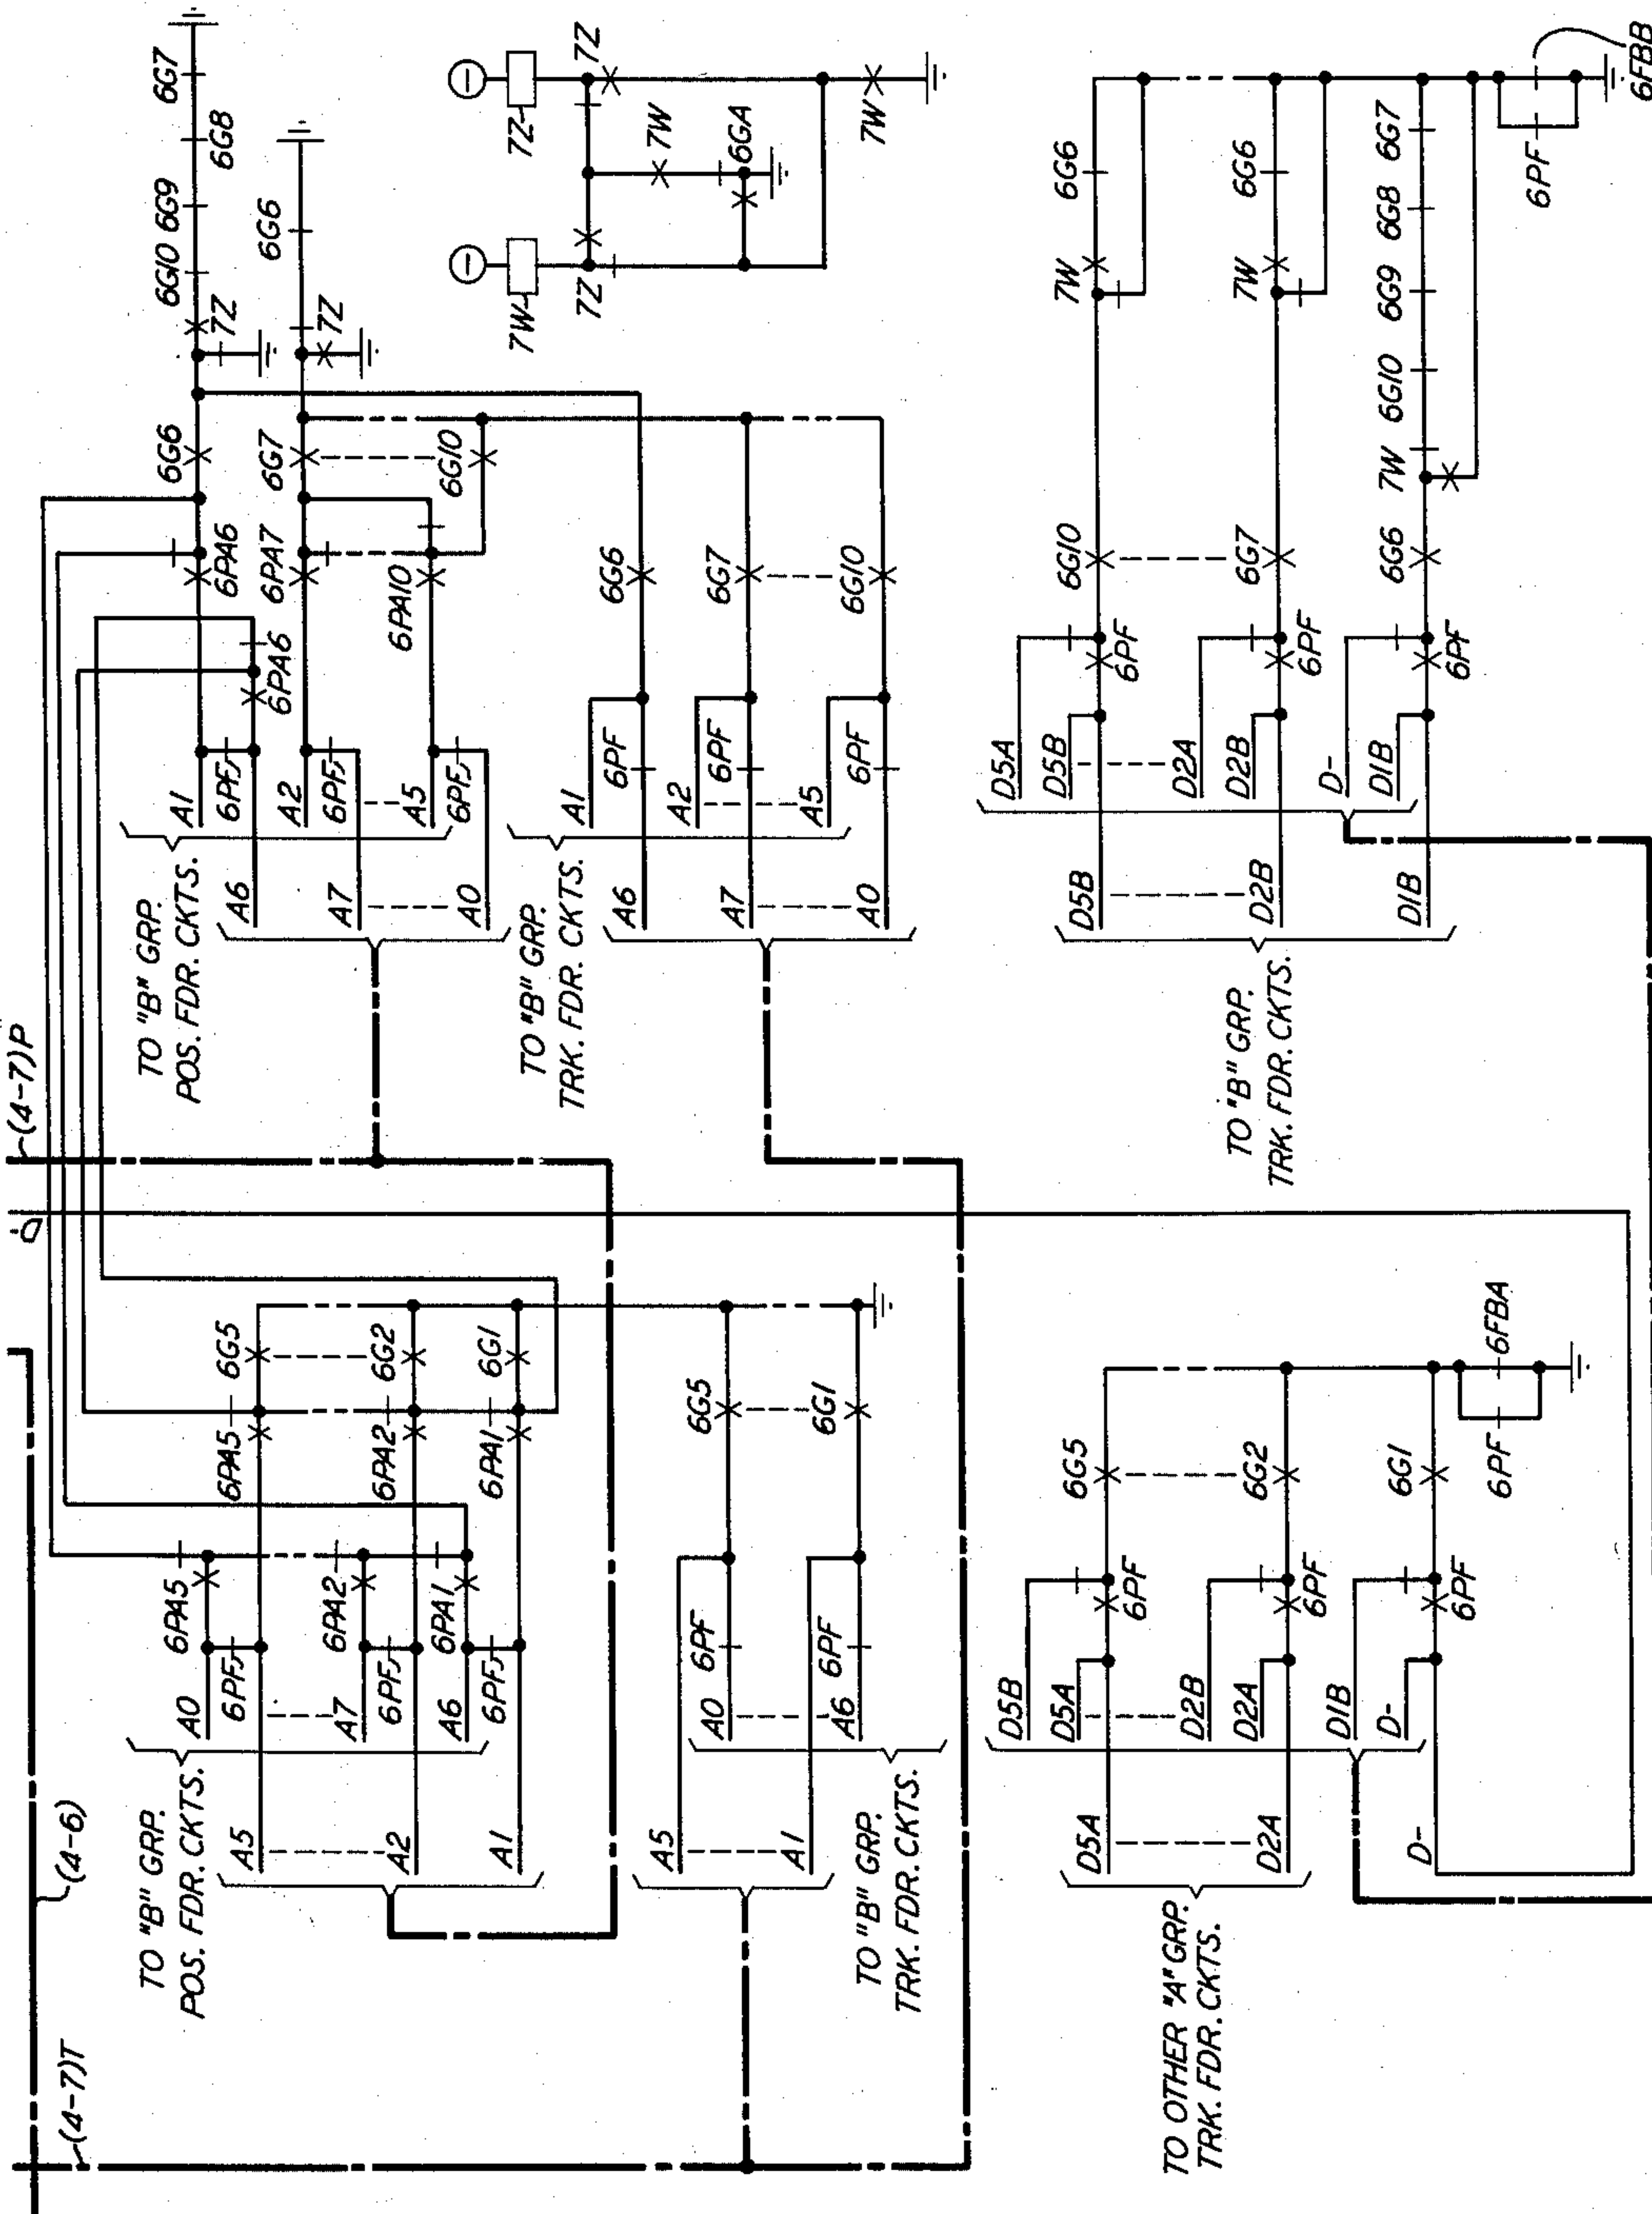 (4-7)P
D-
(4-6)
(4-7)T
6G10 6G9 6G8 6G7
7Z
6G6
7Z
6G6
6PA6
6G7
6PA7
6G10
6PA10
6PA6
A1
6PF
A6
A2
6PF
A7
A5
6PF
A0
TO "B" GRP.
POS. FDR. CKTS.
7Z
7Z
7W
6GA
7W
7W
7Z
6G6
6G7
6G10
A1
6PF
A6
A2
6PF
A7
A5
6PF
A0
TO "B" GRP.
TRK. FDR. CKTS.
6G6
7W
6G6
7W
7W 6G10 6G9 6G8 6G7
6PF
6FBB
6G10
6G7
6G6
6PF
6PF
6PF
D5A
D5B
D2A
D2B
D-
D1B
D5B
D2B
D1B
TO "B" GRP.
TRK. FDR. CKTS.
6G5
6G2
6G1
6PA5
6PA2
6PA1
6PA5
6PA2
6PA1
A0
6PF
A7
6PF
A6
6PF
A5
A2
A1
TO "B" GRP.
POS. FDR. CKTS.
6G5
6G1
6PF
6PF
A0
A6
A5
A1
TO "B" GRP.
TRK. FDR. CKTS.
6G5
6G2
6G1
6PF
6FBA
6PF
6PF
6PF
D5B
D5A
D2B
D2A
D1B
D-
D5A
D2A
D-
TO OTHER "A" GRP.
TRK. FDR. CKTS.